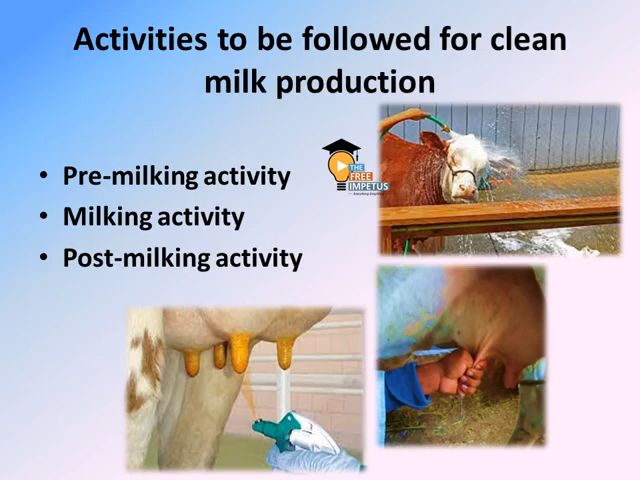 Activities to be followed for clean
milk production
• Pre-milking activity
• Milking activity
• Post-milking activity
THE
FREE
IMPETUS